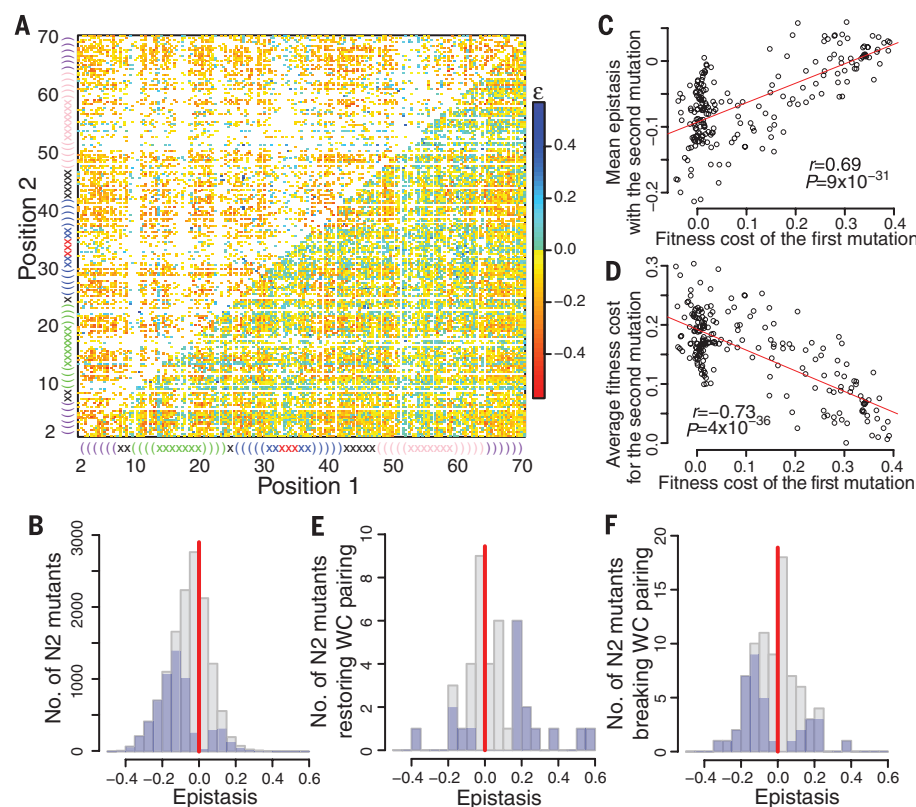 A
Position 2
70
60
50
40
30
20
10
2
2 10 20 30 40 50 60 70
Position 1
ε
0.4
0.2
0.0
−0.2
−0.4
C
Mean epistasis
with the second mutation
0
−0.1
−0.2
r=0.69
P=9x10−31
0.0 0.1 0.2 0.3 0.4
Fitness cost of the first mutation
D
Average fitness cost
for the second mutation
0.3
0.2
0.1
0.0
r=−0.73
P=4x10−36
0.0 0.1 0.2 0.3 0.4
Fitness cost of the first mutation
B
No. of N2 mutants
3000
2000
1000
0
−0.4 −0.2 0.0 0.2 0.4 0.6
Epistasis
E
No. of N2 mutants
restoring WC pairing
10
8
6
4
2
0
−0.4 −0.2 0.0 0.2 0.4 0.6
Epistasis
F
No. of N2 mutants
breaking WC pairing
20
15
10
5
0
−0.4 −0.2 0.0 0.2 0.4 0.6
Epistasis